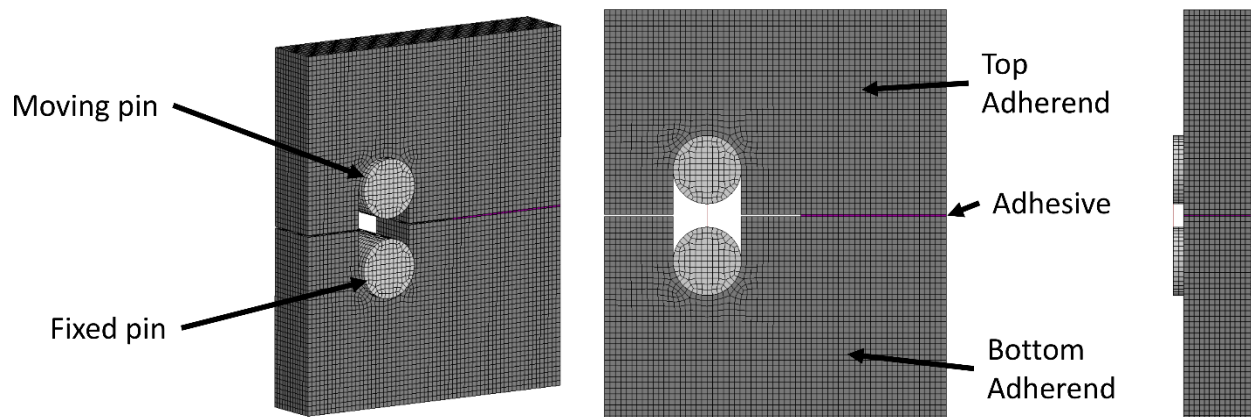 Moving pin
Fixed pin
Top
Adherend
Adhesive
Bottom
Adherend